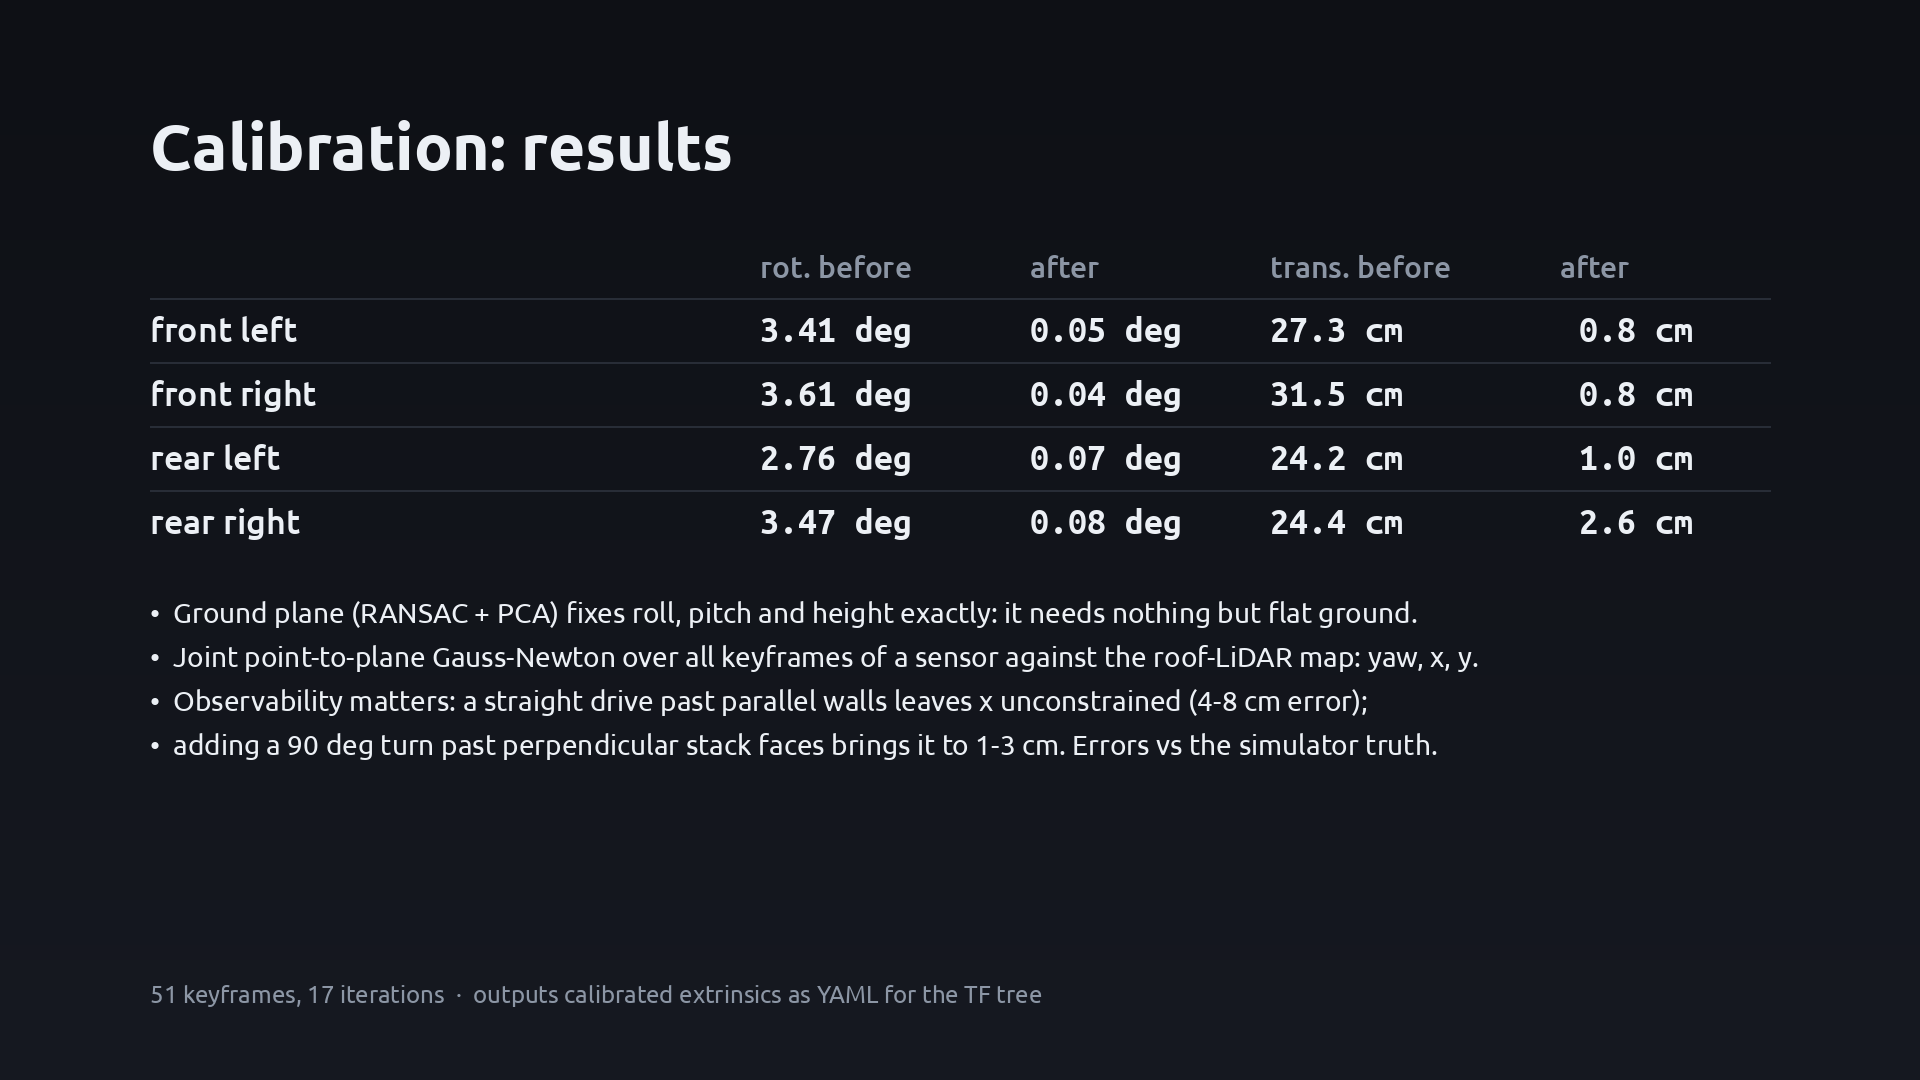 Calibration: results
rot. before after trans. before after
front left 3.41 deg 0.05 deg 27.3 cm 0.8 cm
front right 3.61 deg 0.04 deg 31.5 cm 0.8 cm
rear left 2.76 deg 0.07 deg 24.2 cm 1.0 cm
rear right 3.47 deg 0.08 deg 24.4 cm 2.6 cm
• Ground plane (RANSAC + PCA) fixes roll, pitch and height exactly: it needs nothing but flat ground.
• Joint point-to-plane Gauss-Newton over all keyframes of a sensor against the roof-LiDAR map: yaw, x, y.
• Observability matters: a straight drive past parallel walls leaves x unconstrained (4-8 cm error);
• adding a 90 deg turn past perpendicular stack faces brings it to 1-3 cm. Errors vs the simulator truth.
51 keyframes, 17 iterations · outputs calibrated extrinsics as YAML for the TF tree